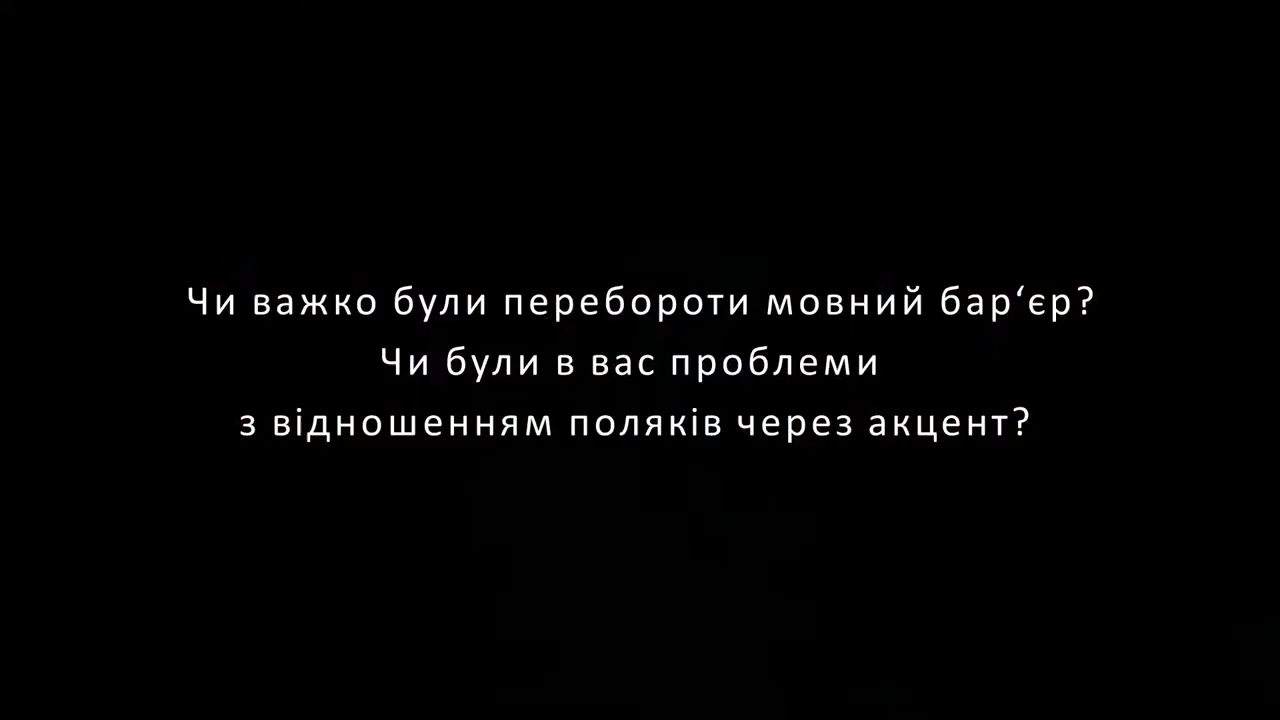 Чи важко були перебороти мовний бар‘єр?
Чи були в вас проблеми
з відношенням поляків через акцент?